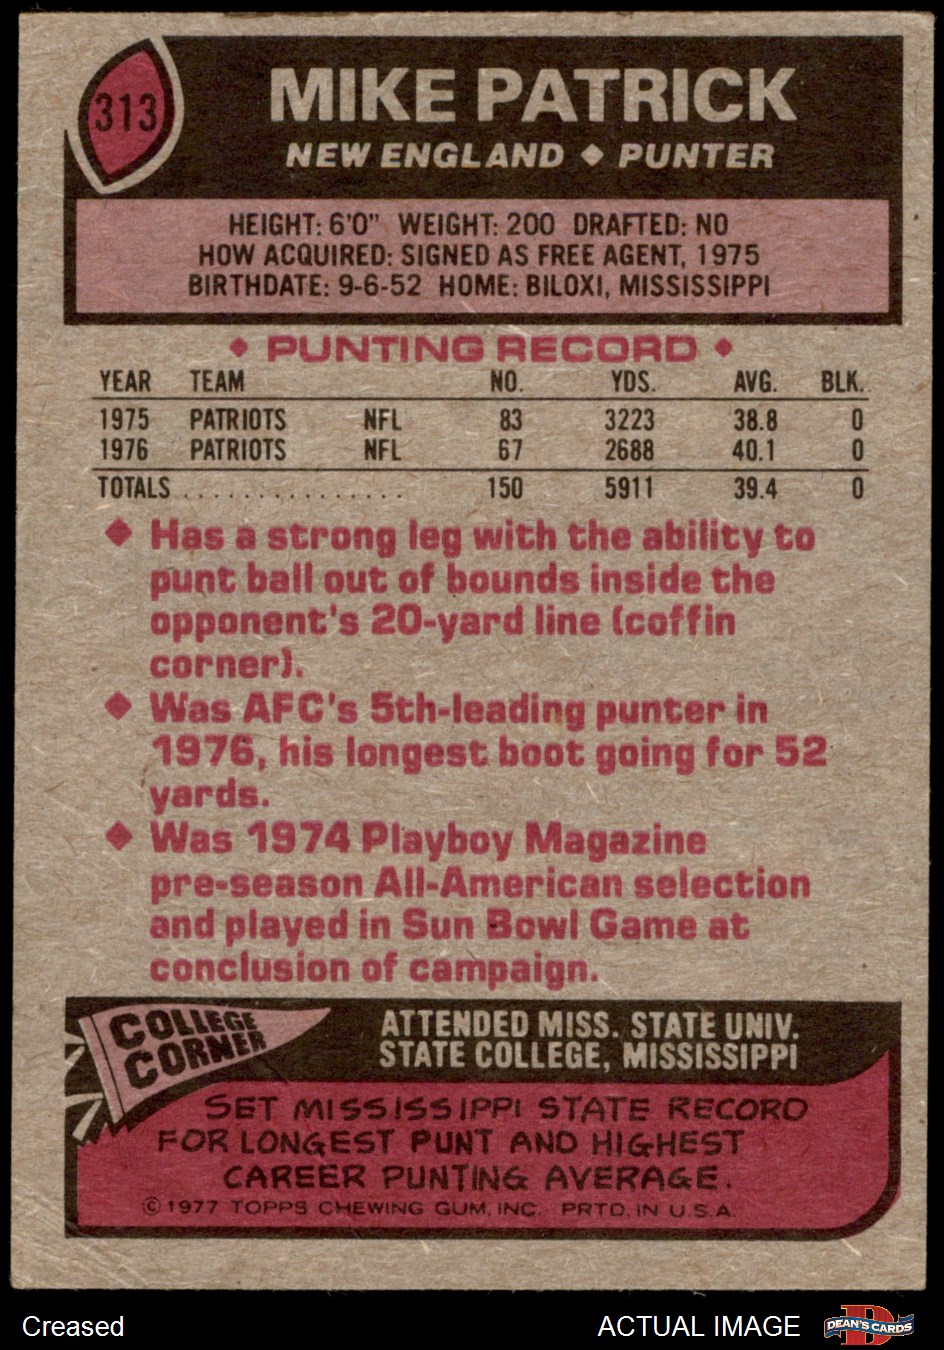 313
MIKE PATRICK
NEW ENGLAND ◆ PUNTER
HEIGHT: 6'0" WEIGHT: 200 DRAFTED: NO
HOW ACQUIRED: SIGNED AS FREE AGENT, 1975
BIRTHDATE: 9-6-52 HOME: BILOXI, MISSISSIPPI
◆ PUNTING RECORD ◆
YEAR TEAM NO. YDS. AVG. BLK.
1975 PATRIOTS NFL 83 3223 38.8 0
1976 PATRIOTS NFL 67 2688 40.1 0
TOTALS . . . . . . . . . . . . . . . . 150 5911 39.4 0
◆ Has a strong leg with the ability to
punt ball out of bounds inside the
opponent's 20-yard line (coffin
corner).
◆ Was AFC's 5th-leading punter in
1976, his longest boot going for 52
yards.
◆ Was 1974 Playboy Magazine
pre-season All-American selection
and played in Sun Bowl Game at
conclusion of campaign.
COLLEGE
CORNER
ATTENDED MISS. STATE UNIV.
STATE COLLEGE, MISSISSIPPI
SET MISSISSIPPI STATE RECORD
FOR LONGEST PUNT AND HIGHEST
CAREER PUNTING AVERAGE.
© 1977 TOPPS CHEWING GUM, INC. PRTD. IN U.S.A.
Creased
ACTUAL IMAGE
D
DEAN'S CARDS